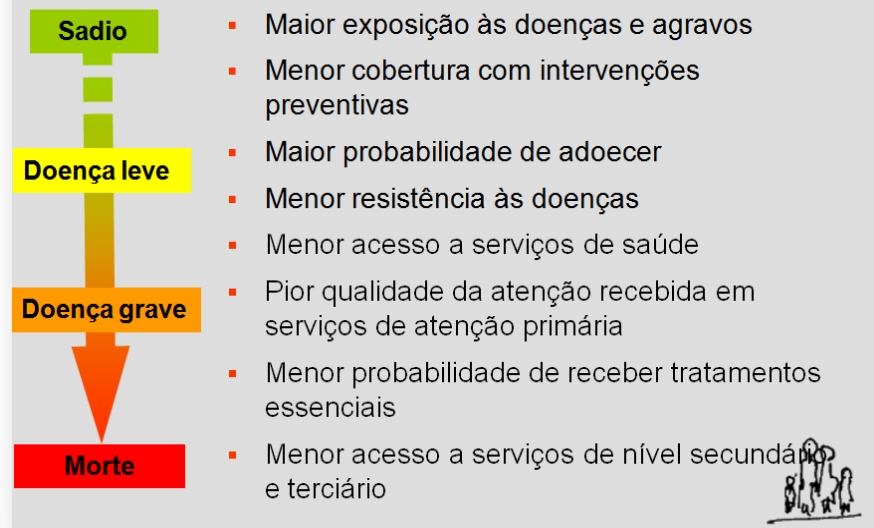 Sadio
Doença leve
Doença grave
Morte
Maior exposição às doenças e agravos
Menor cobertura com intervenções
preventivas
Maior probabilidade de adoecer
Menor resistência às doenças
Menor acesso a serviços de saúde
Pior qualidade da atenção recebida em
serviços de atenção primária
Menor probabilidade de receber tratamentos
essenciais
Menor acesso a serviços de nível secundário
e terciário